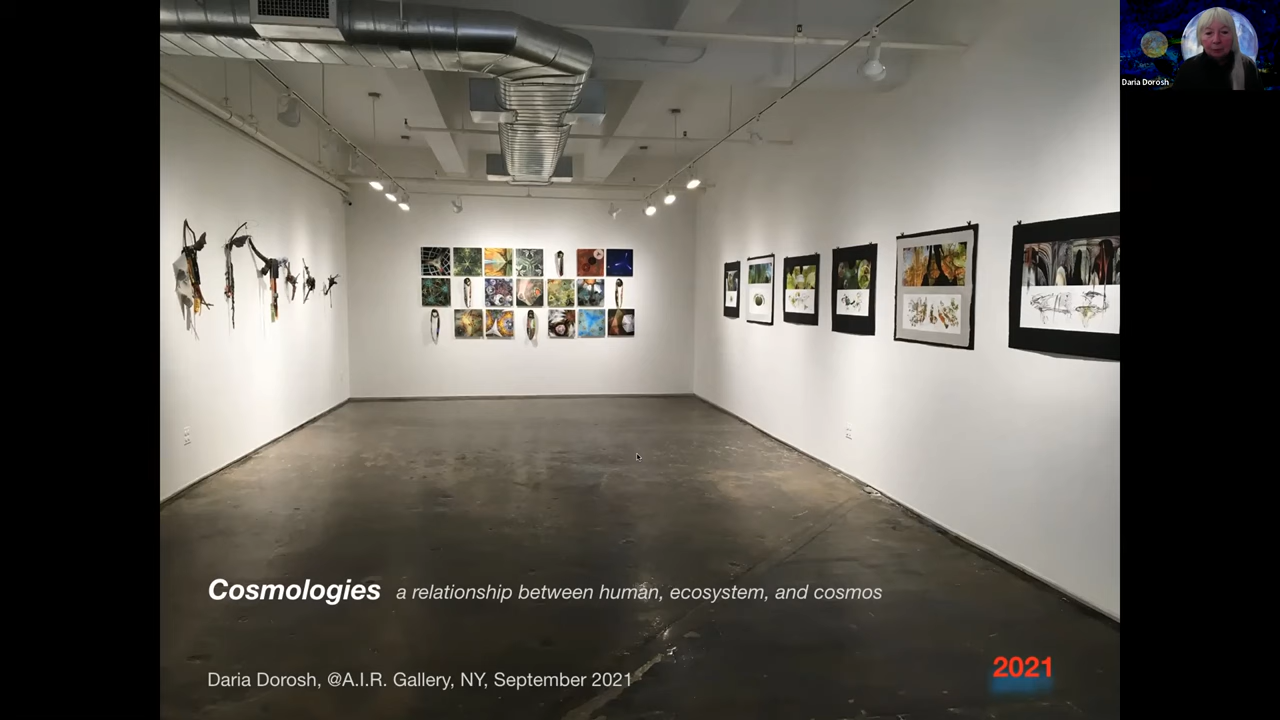 Daria Dorosh
Cosmologies a relationship between human, ecosystem, and cosmos
Daria Dorosh, @A.I.R. Gallery, NY, September 2021
2021